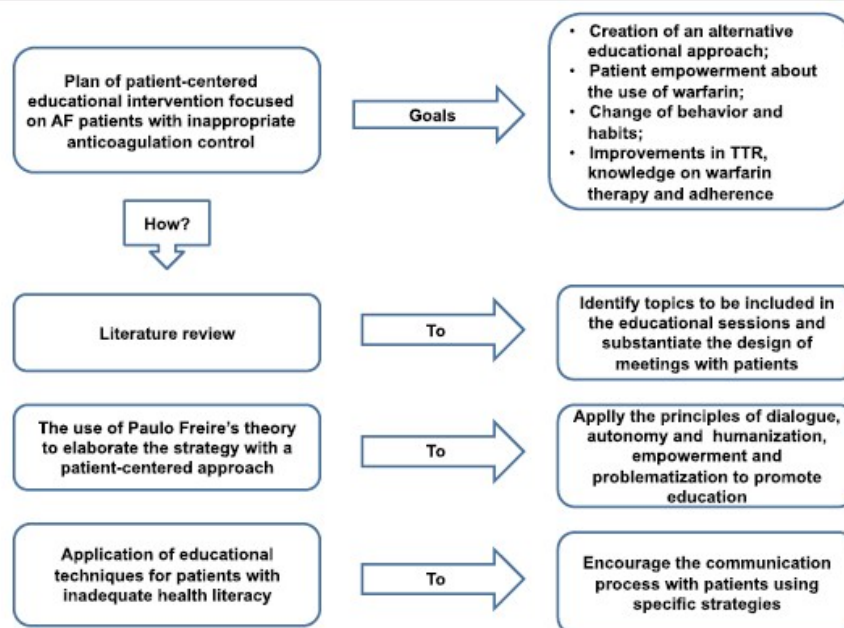 Plan of patient-centered
educational intervention focused
on AF patients with inappropriate
anticoagulation control
Goals
• Creation of an alternative
educational approach;
• Patient empowerment about
the use of warfarin;
• Change of behavior and
habits;
• Improvements in TTR,
knowledge on warfarin
therapy and adherence
How?
Literature review
To
Identify topics to be included in
the educational sessions and
substantiate the design of
meetings with patients
The use of Paulo Freire's theory
to elaborate the strategy with a
patient-centered approach
To
Applly the principles of dialogue,
autonomy and humanization,
empowerment and
problematization to promote
education
Application of educational
techniques for patients with
inadequate health literacy
To
Encourage the communication
process with patients using
specific strategies